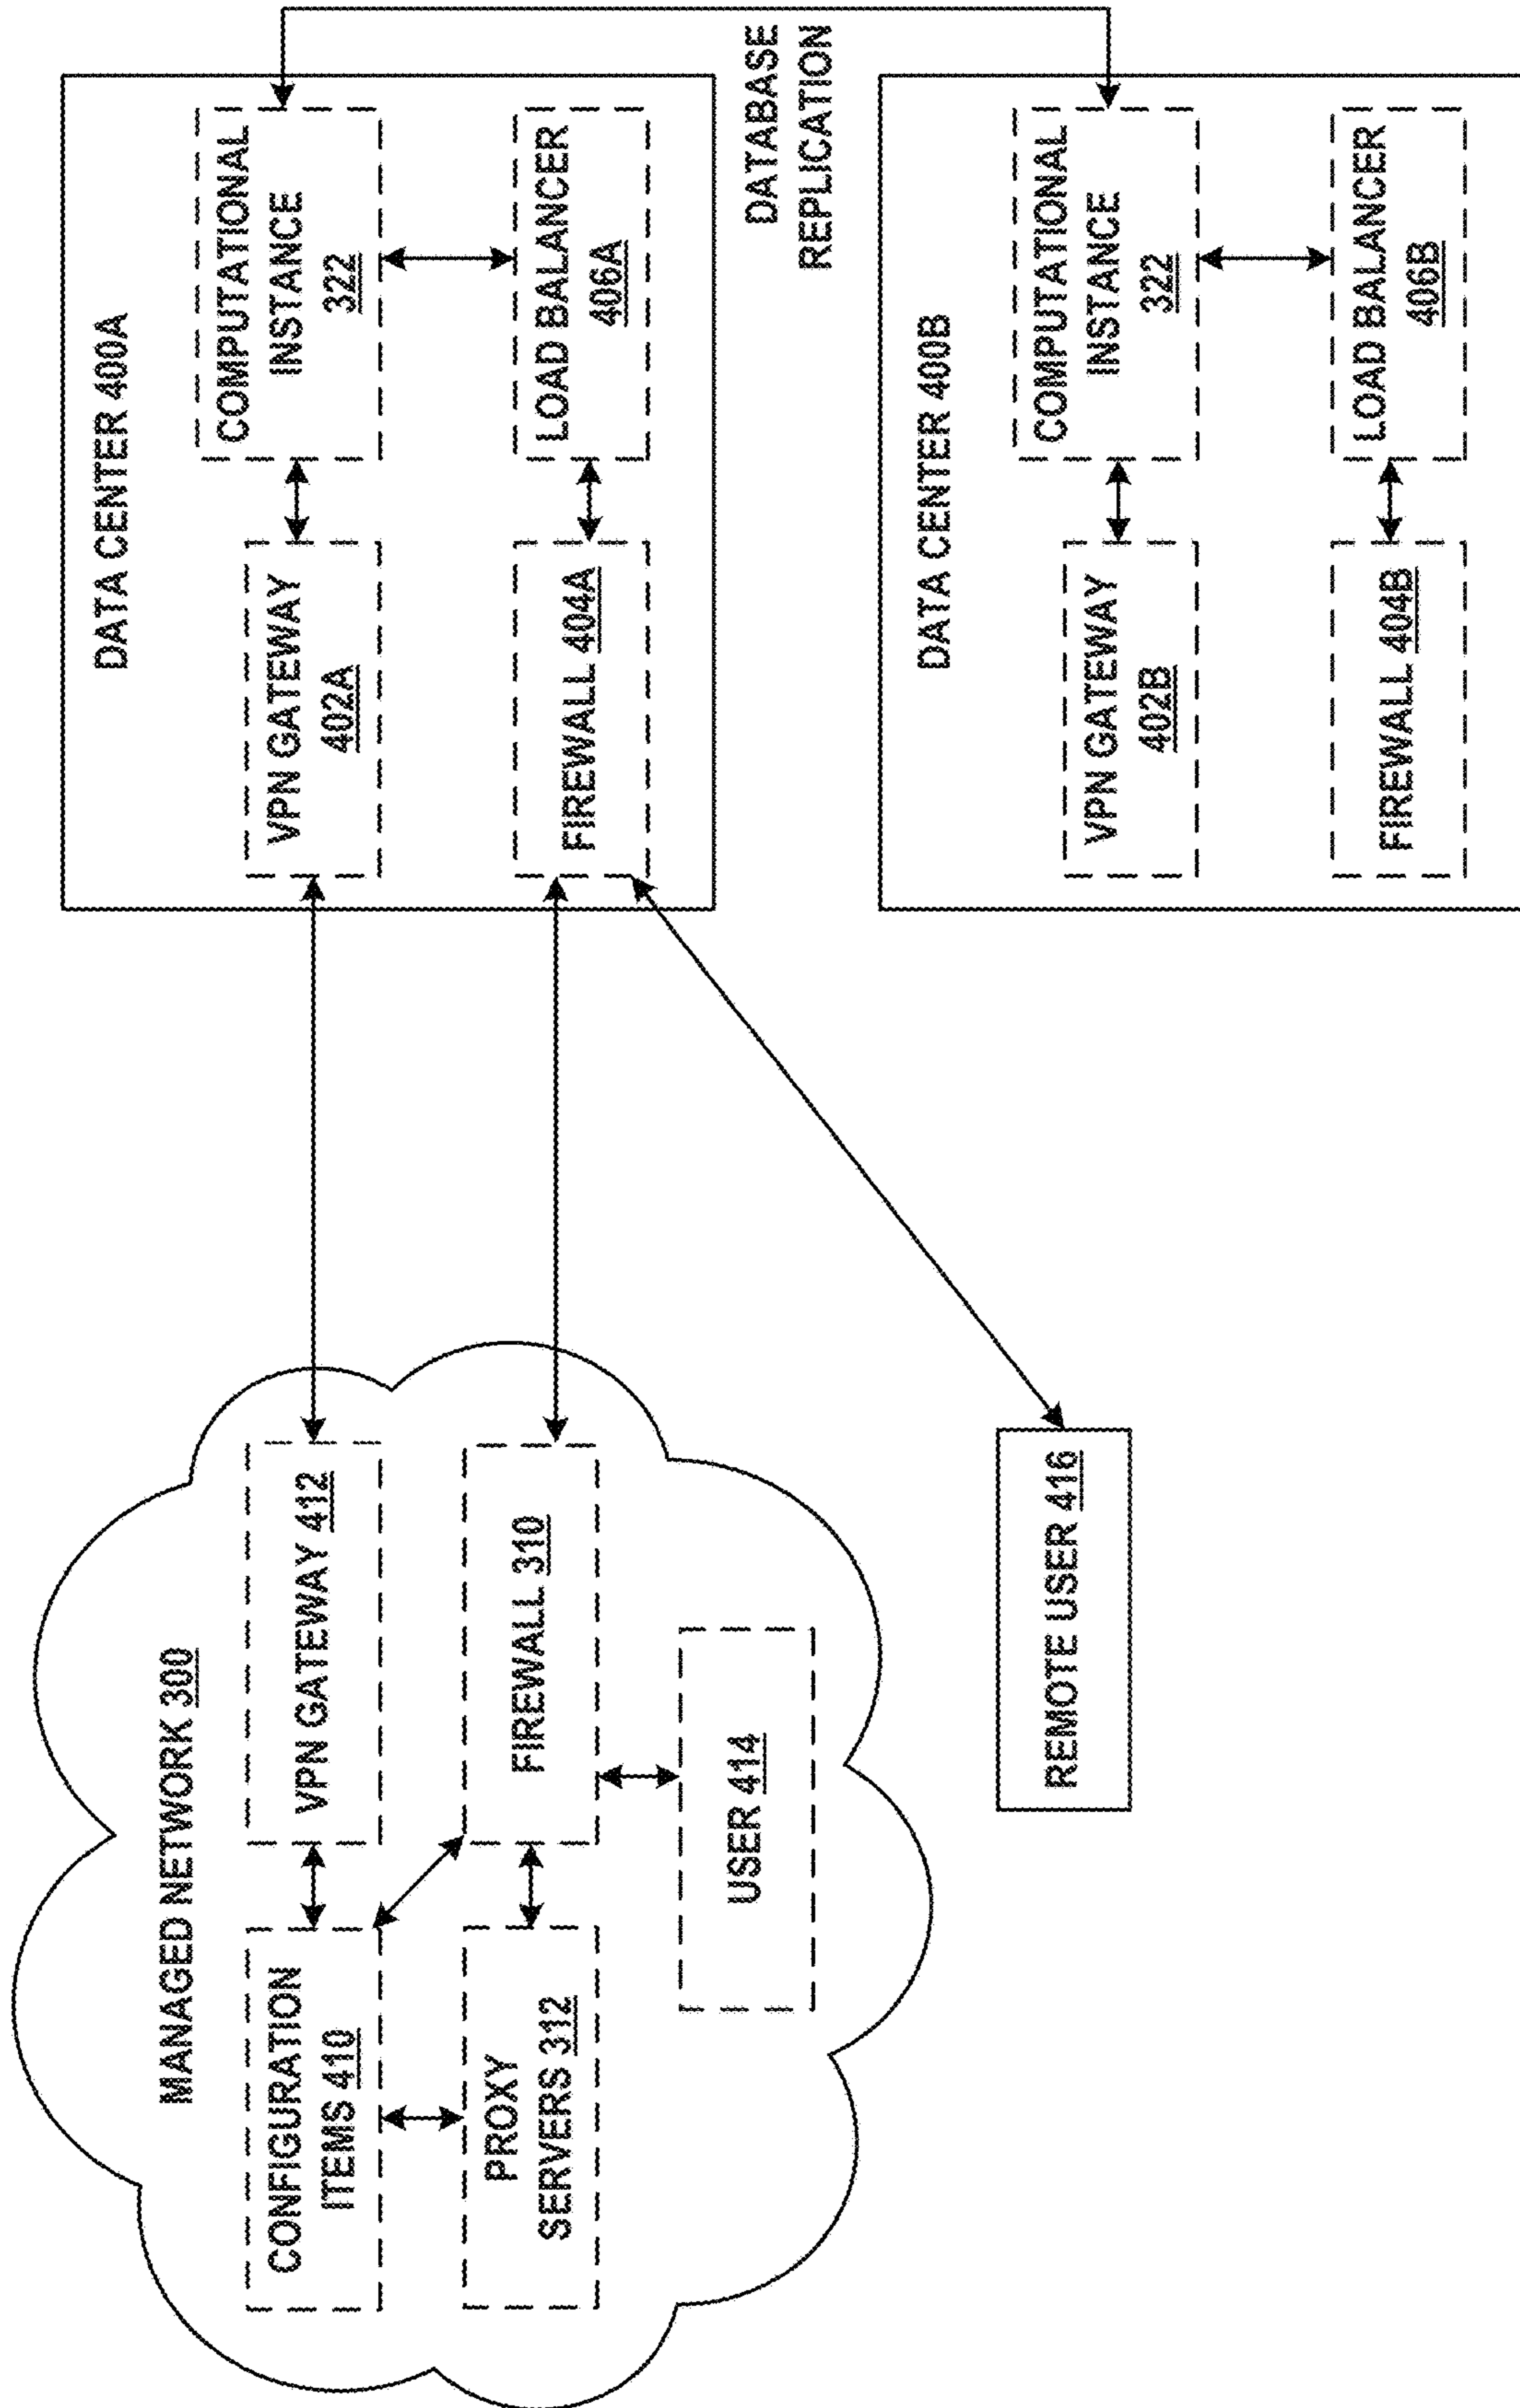 MANAGED NETWORK 300
CONFIGURATION
ITEMS 410
VPN GATEWAY 412
PROXY
SERVERS 312
FIREWALL 310
USER 414
REMOTE USER 416
DATA CENTER 400A
VPN GATEWAY
402A
COMPUTATIONAL
INSTANCE
322
FIREWALL 404A
LOAD BALANCER
406A
DATABASE
REPLICATION
DATA CENTER 400B
VPN GATEWAY
402B
COMPUTATIONAL
INSTANCE
322
FIREWALL 404B
LOAD BALANCER
406B